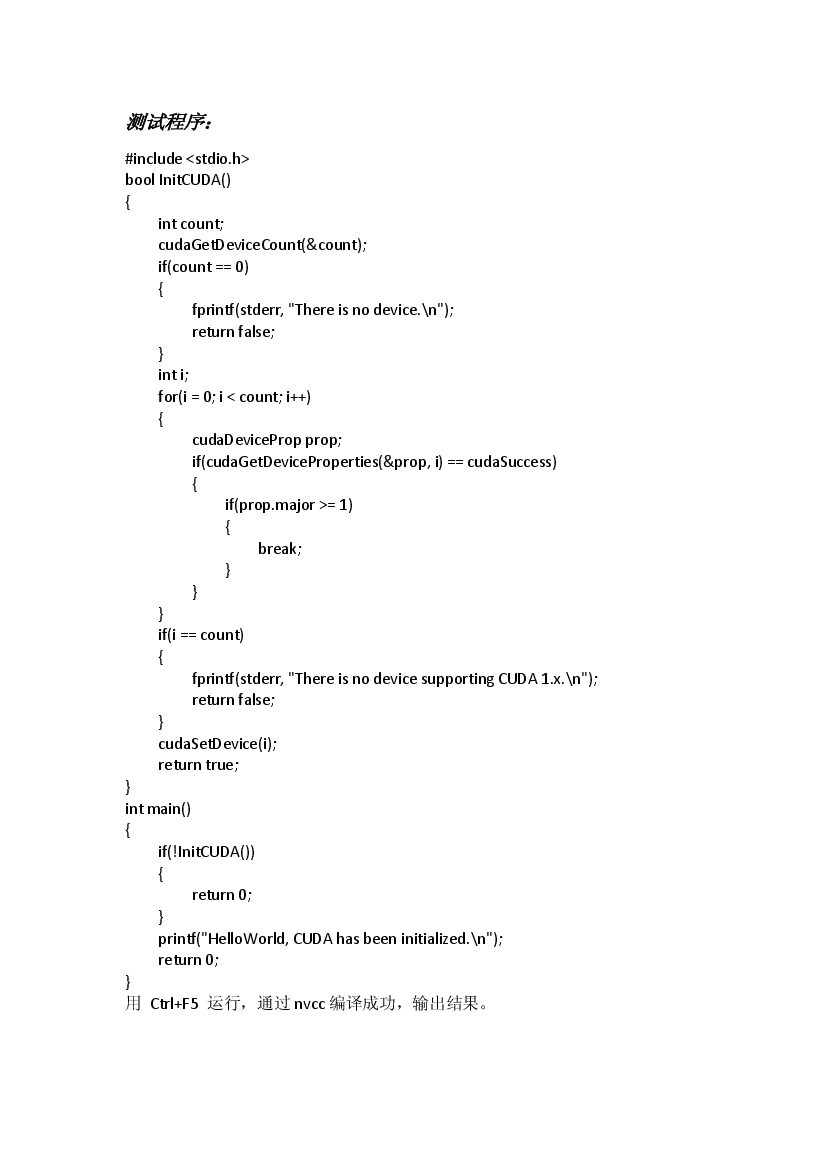 测试程序：
#include <stdio.h>
bool InitCUDA()
{
int count;
cudaGetDeviceCount(&count);
if(count == 0)
{
fprintf(stderr, "There is no device.\n");
return false;
}
int i;
for(i = 0; i < count; i++)
{
cudaDeviceProp prop;
if(cudaGetDeviceProperties(&prop, i) == cudaSuccess)
{
if(prop.major >= 1)
{
break;
}
}
}
if(i == count)
{
fprintf(stderr, "There is no device supporting CUDA 1.x.\n");
return false;
}
cudaSetDevice(i);
return true;
}
int main()
{
if(!InitCUDA())
{
return 0;
}
printf("HelloWorld, CUDA has been initialized.\n");
return 0;
}
用 Ctrl+F5 运行，通过 nvcc 编译成功，输出结果。